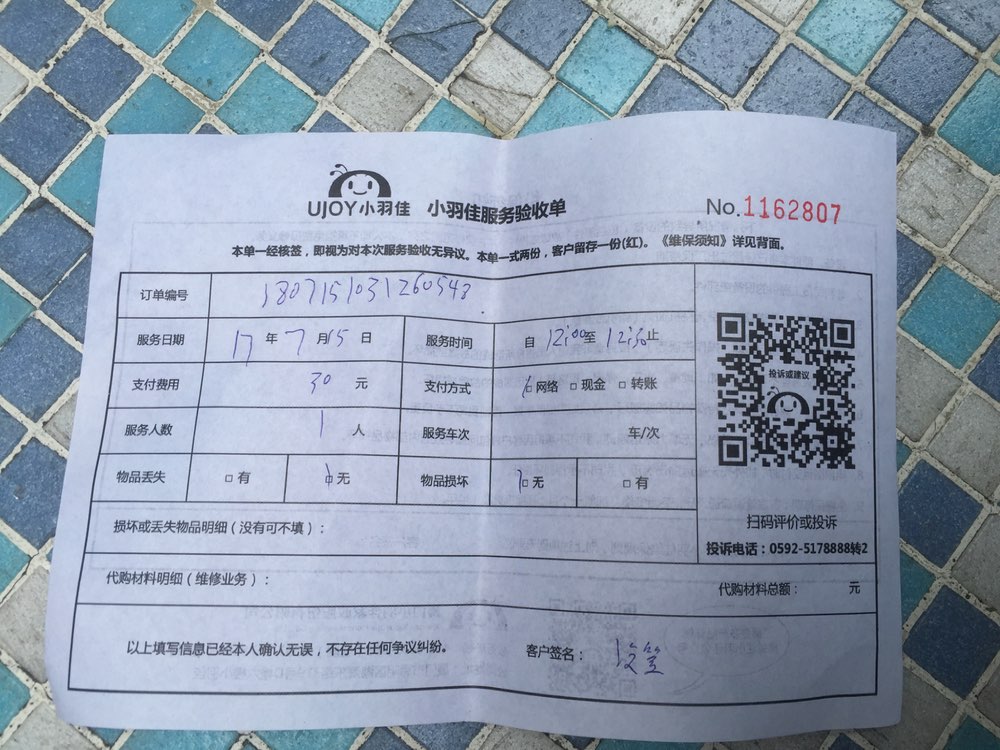 UJOY小羽佳 小羽佳服务验收单 No.1162807
本单一经核签，即视为对本次服务验收无异议。本单一式两份，客户留存一份(红)。《维保须知》详见背面。
订单编号 1807151031260548
服务日期 17 年 7 月 15 日 服务时间 自 12:00 至 12:30 止
支付费用 30 元 支付方式 □网络 □现金 □转账
服务人数 1 人 服务车次 车/次
物品丢失 □有 □无 物品损坏 □无 □有
损坏或丢失物品明细（没有可不填）：
代购材料明细（维修业务）： 代购材料总额： 元
以上填写信息已经本人确认无误，不存在任何争议纠纷。 客户签名：
投诉或建议
扫码评价或投诉
投诉电话：0592-5178888转2